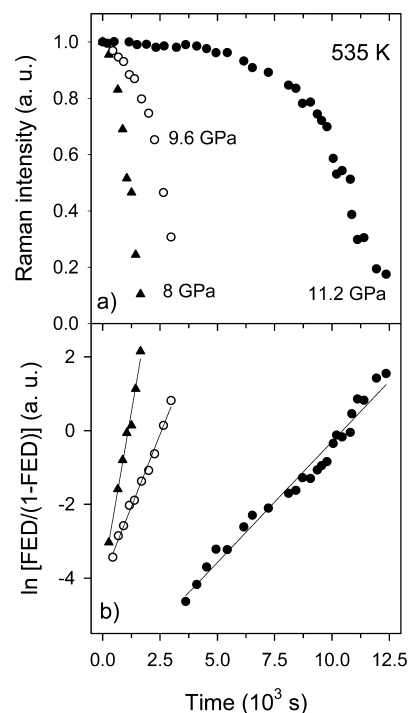 1.0
0.8
0.6
0.4
0.2
0.0
Raman intensity (a. u.)
535 K
9.6 GPa
8 GPa
11.2 GPa
a)
2
0
-2
-4
ln [FED/(1-FED)] (a. u.)
b)
0.0 2.5 5.0 7.5 10.0 12.5
Time (10³ s)